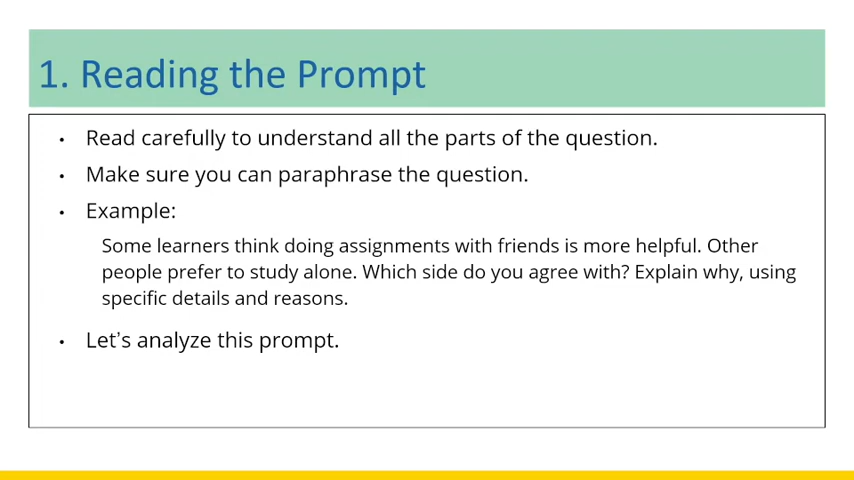 1. Reading the Prompt
• Read carefully to understand all the parts of the question.
• Make sure you can paraphrase the question.
• Example:
Some learners think doing assignments with friends is more helpful. Other
people prefer to study alone. Which side do you agree with? Explain why, using
specific details and reasons.
• Let’s analyze this prompt.